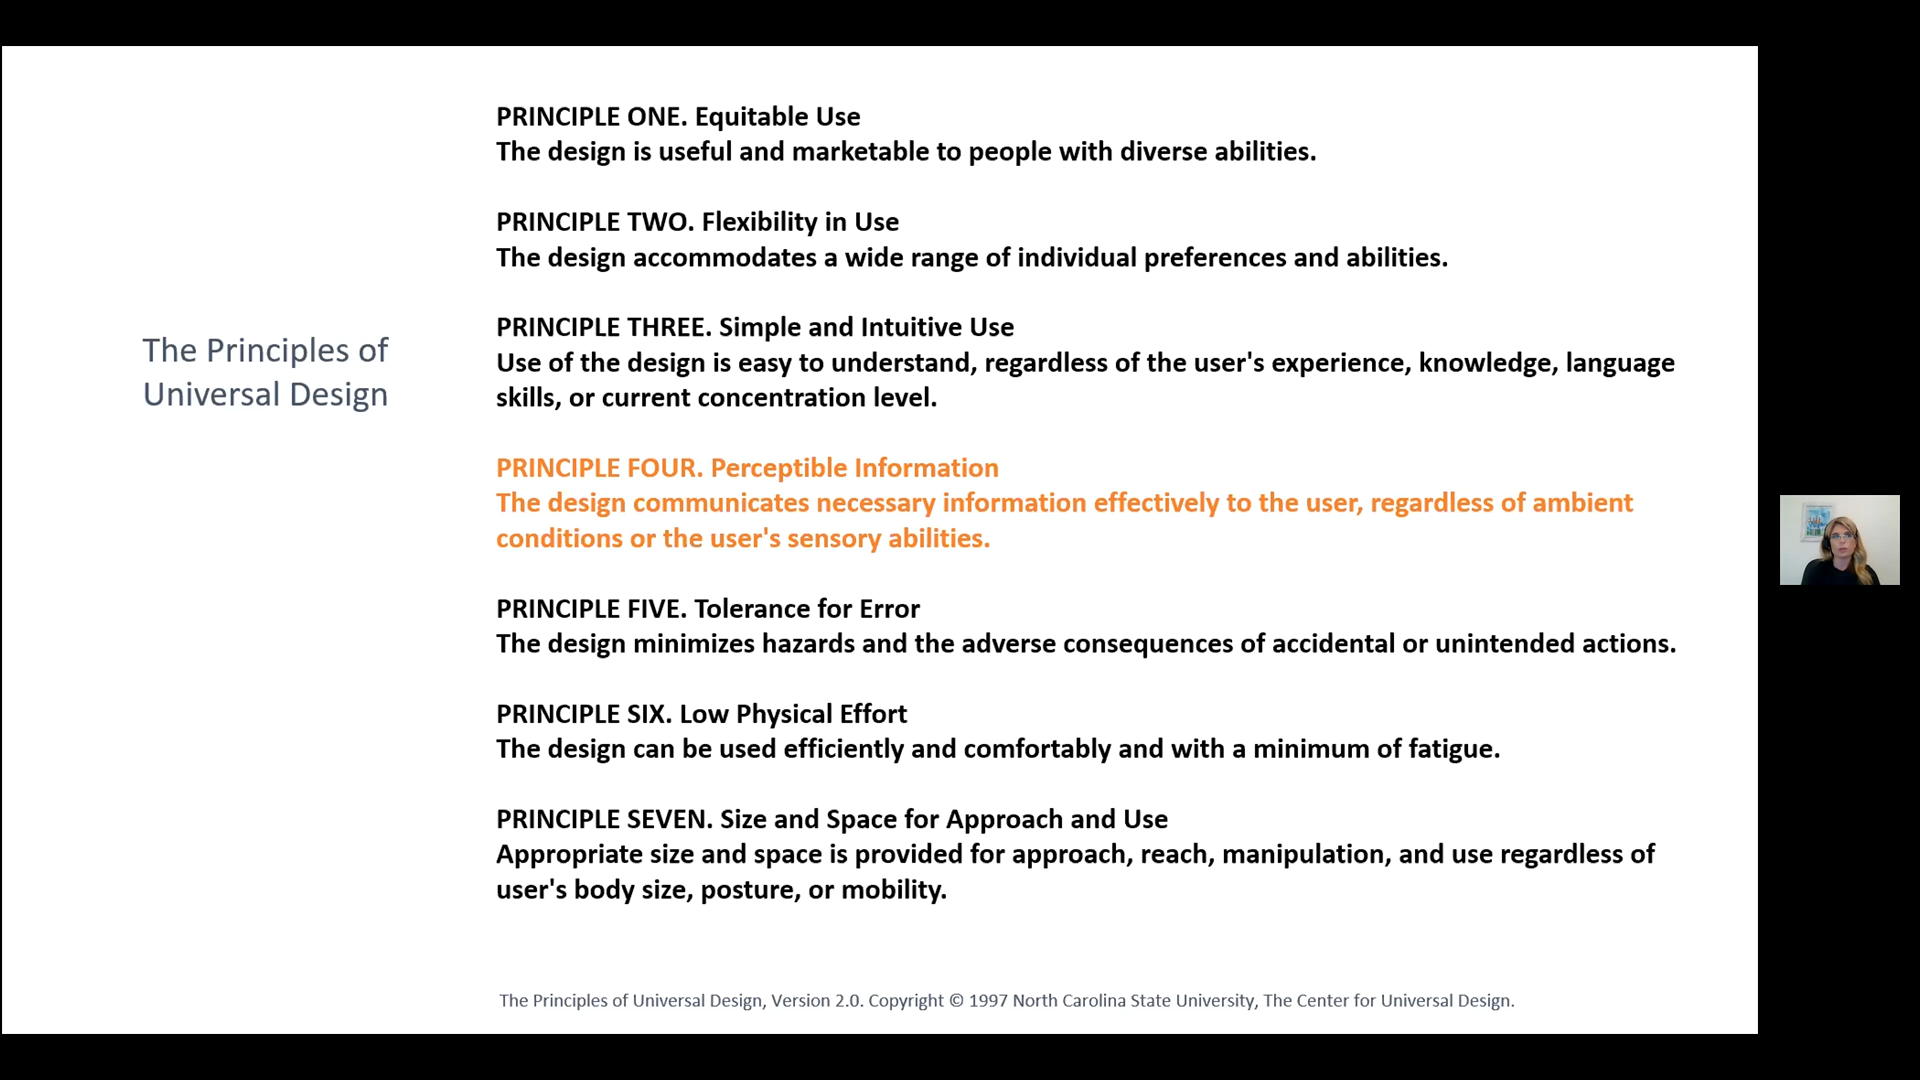 The Principles of
Universal Design
PRINCIPLE ONE. Equitable Use
The design is useful and marketable to people with diverse abilities.
PRINCIPLE TWO. Flexibility in Use
The design accommodates a wide range of individual preferences and abilities.
PRINCIPLE THREE. Simple and Intuitive Use
Use of the design is easy to understand, regardless of the user's experience, knowledge, language
skills, or current concentration level.
PRINCIPLE FOUR. Perceptible Information
The design communicates necessary information effectively to the user, regardless of ambient
conditions or the user's sensory abilities.
PRINCIPLE FIVE. Tolerance for Error
The design minimizes hazards and the adverse consequences of accidental or unintended actions.
PRINCIPLE SIX. Low Physical Effort
The design can be used efficiently and comfortably and with a minimum of fatigue.
PRINCIPLE SEVEN. Size and Space for Approach and Use
Appropriate size and space is provided for approach, reach, manipulation, and use regardless of
user's body size, posture, or mobility.
The Principles of Universal Design, Version 2.0. Copyright © 1997 North Carolina State University, The Center for Universal Design.